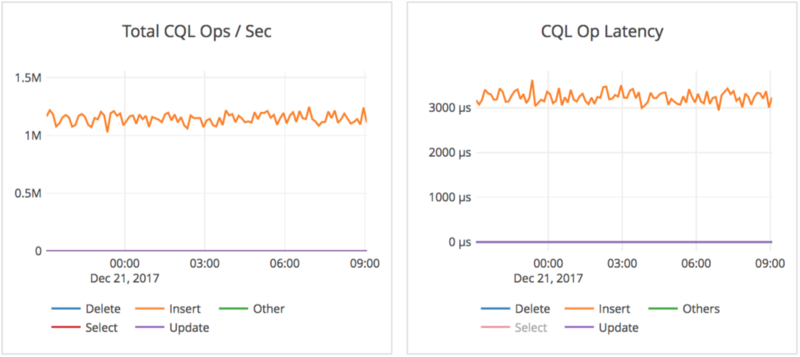 Total CQL Ops / Sec
1.5M
1M
0.5M
0
00:00
03:00
06:00
09:00
Dec 21, 2017
Delete
Insert
Other
Select
Update
CQL Op Latency
3000 µs
2000 µs
1000 µs
0 µs
00:00
03:00
06:00
09:00
Dec 21, 2017
Delete
Insert
Others
Select
Update